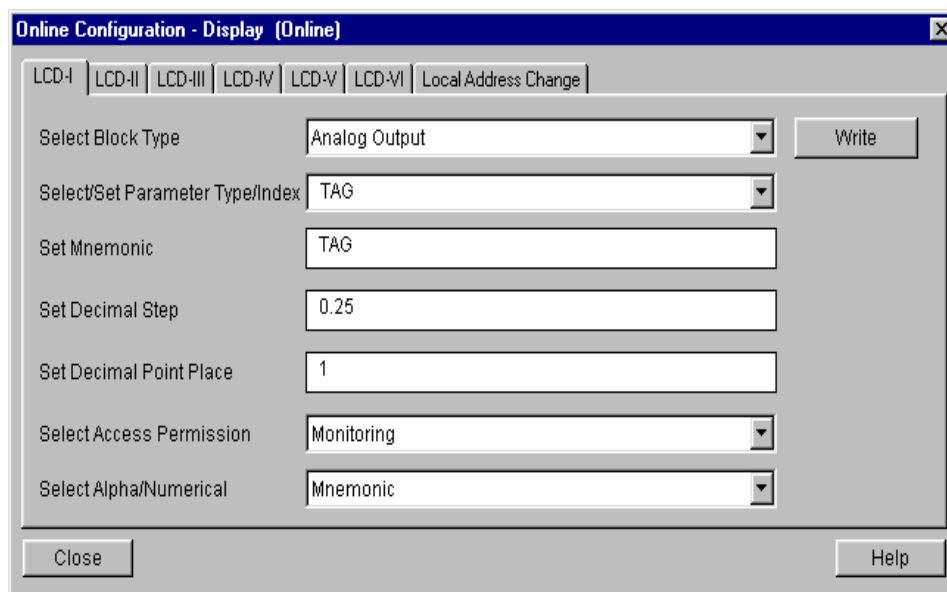 Online Configuration - Display (Online)
LCD-I LCD-II LCD-III LCD-IV LCD-V LCD-VI Local Address Change
Select Block Type Analog Output Write
Select/Set Parameter Type/Index TAG
Set Mnemonic TAG
Set Decimal Step 0.25
Set Decimal Point Place 1
Select Access Permission Monitoring
Select Alpha/Numerical Mnemonic
Close Help